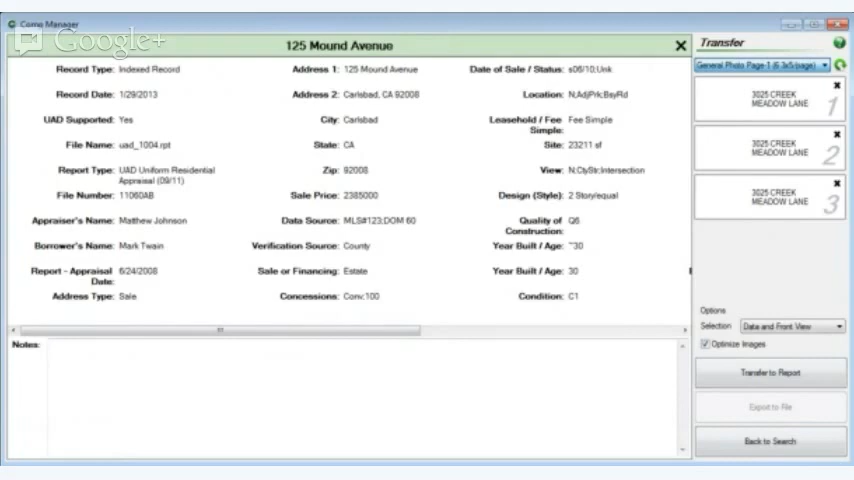 Comp Manager
Google+
125 Mound Avenue
Record Type: Indexed Record
Record Date: 1/29/2013
UAD Supported: Yes
File Name: uad_1004.rpt
Report Type: UAD Uniform Residential
Appraisal (09/11)
File Number: 11060AB
Appraiser's Name: Matthew Johnson
Borrower's Name: Mark Twain
Report - Appraisal Date: 6/24/2008
Address Type: Sale
Address 1: 125 Mound Avenue
Address 2: Carlsbad, CA 92008
City: Carlsbad
State: CA
Zip: 92008
Sale Price: 2385000
Data Source: MLS#123;DOM 60
Verification Source: County
Sale or Financing: Estate
Concessions: Conv;100
Date of Sale / Status: s06/10;Unk
Location: N;AdjPrk;BsyRd
Leasehold / Fee Simple: Fee Simple
Site: 23211 sf
View: N;CtyStr;Intersection
Design (Style): 2 Story/equal
Quality of Construction: Q6
Year Built / Age: ~30
Year Built / Age: 30
Condition: C1
Notes:
Transfer
General Photo Page-1 (6 3x5/page)
3025 CREEK
MEADOW LANE
1
3025 CREEK
MEADOW LANE
2
3025 CREEK
MEADOW LANE
3
Options
Selection Data and Front View
Optimize Images
Transfer to Report
Export to File
Back to Search